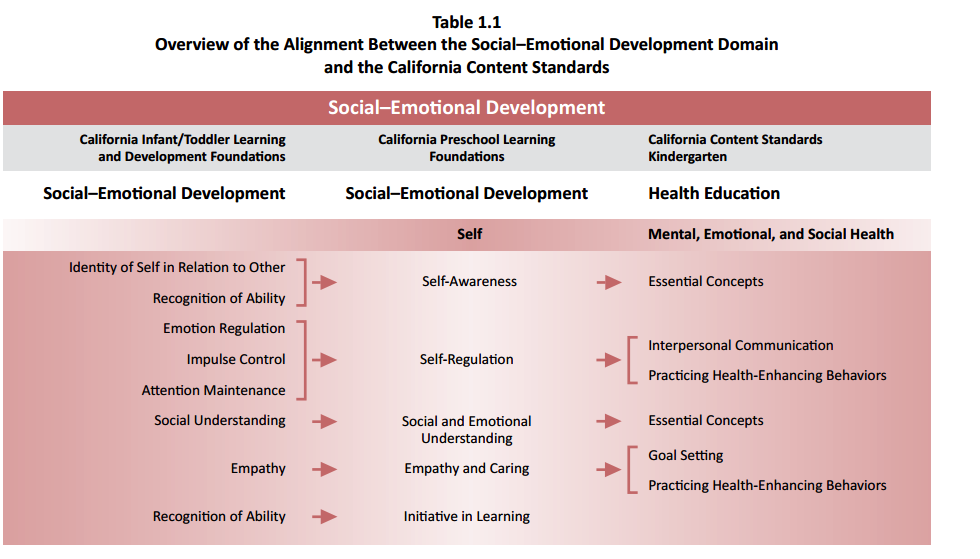 Table 1.1
Overview of the Alignment Between the Social–Emotional Development Domain
and the California Content Standards
Social–Emotional Development
California Infant/Toddler Learning
and Development Foundations
California Preschool Learning
Foundations
California Content Standards
Kindergarten
Social–Emotional Development
Social–Emotional Development
Health Education
Self
Mental, Emotional, and Social Health
Identity of Self in Relation to Other
Recognition of Ability
Self-Awareness
Essential Concepts
Emotion Regulation
Impulse Control
Attention Maintenance
Self-Regulation
Interpersonal Communication
Practicing Health-Enhancing Behaviors
Social Understanding
Social and Emotional
Understanding
Essential Concepts
Empathy
Empathy and Caring
Goal Setting
Practicing Health-Enhancing Behaviors
Recognition of Ability
Initiative in Learning